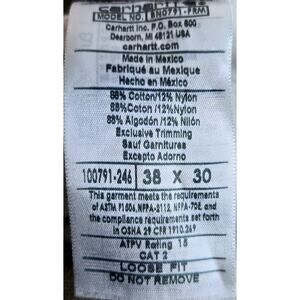 carhartt
MODEL NO. BN0791-FRM
Carhartt Inc. P.O. Box 600
Dearborn, MI 48121 USA
carhartt.com
Made in Mexico
Fabriqué au Mexique
Hecho en México
88% Cotton/12% Nylon
88%Coton/12%Nylon
88% Algodón /12% Nilón
Exclusive Trimming
Sauf Garnitures
Excepto Adorno
100791-246 38 X 30
This garment meets the requirements
of ASTM F1506, NFPA-2112, NFPA-70E, and
the compliance requirements set forth
in OSHA 29 CFR 1910.269
ATPV Rating 15
CAT 2
LOOSE FIT
DO NOT REMOVE